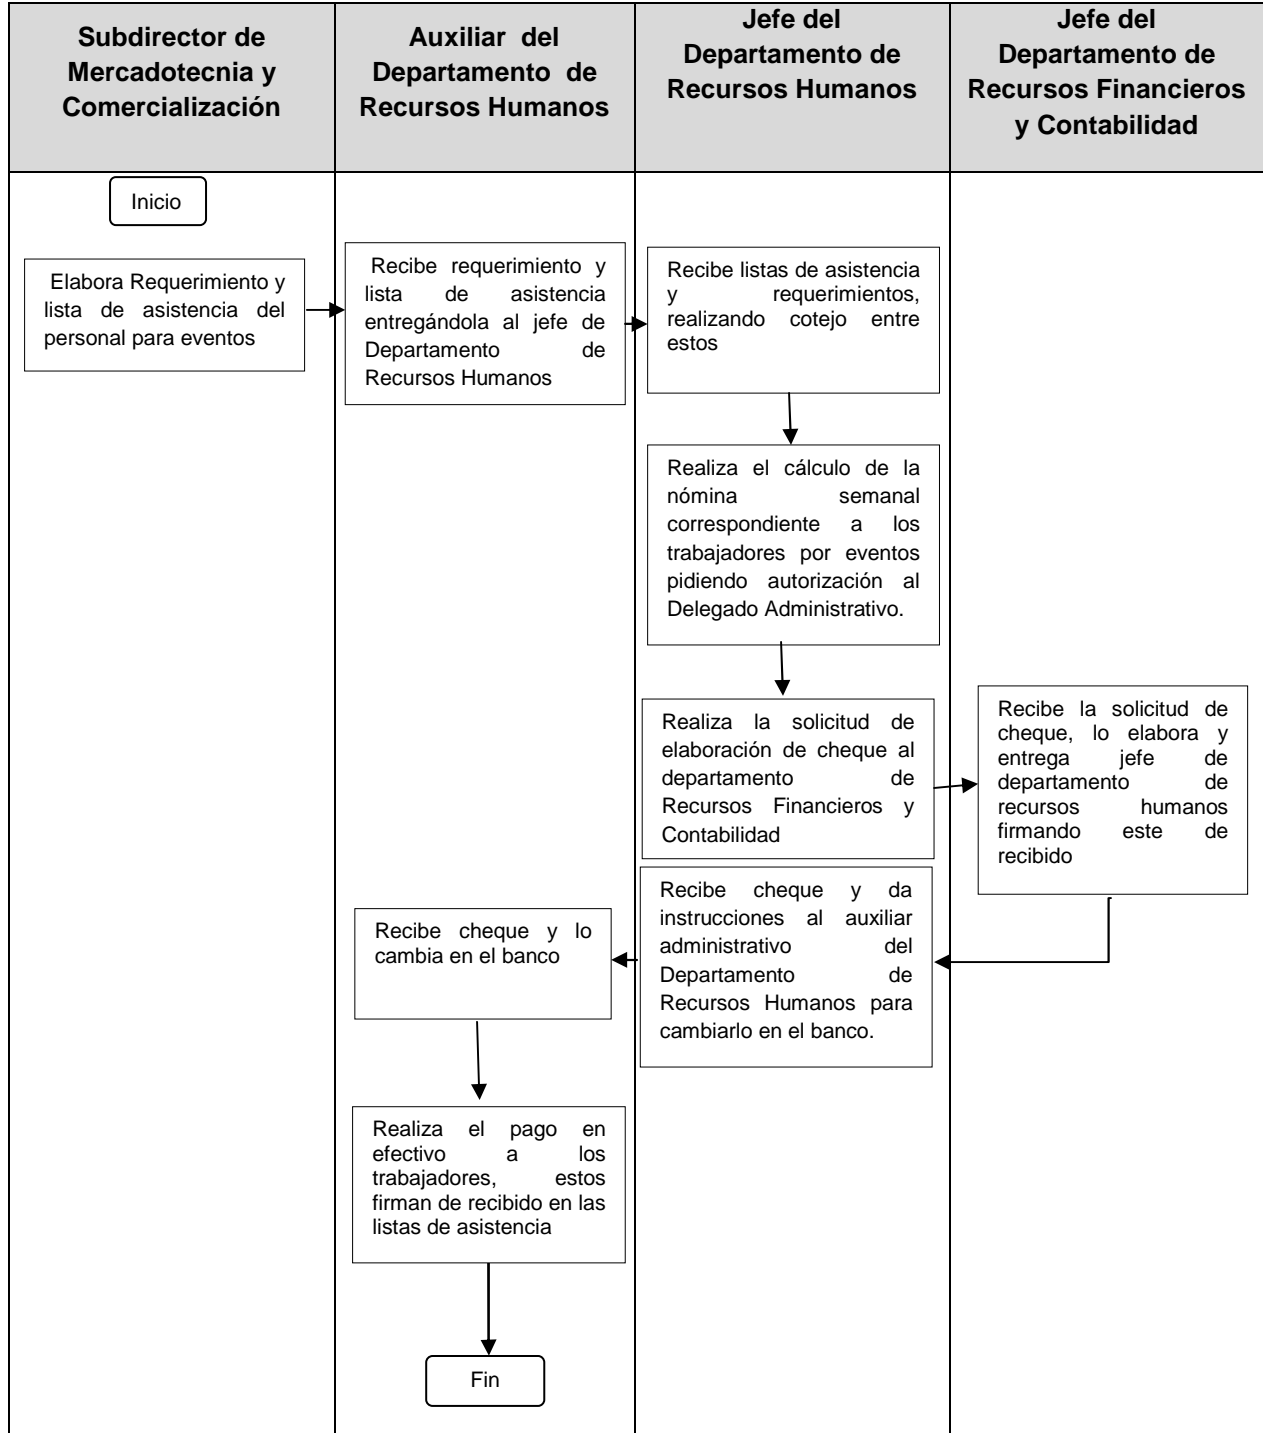 Subdirector de
Mercadotecnia y
Comercialización
Auxiliar del
Departamento de
Recursos Humanos
Jefe del
Departamento de
Recursos Humanos
Jefe del
Departamento de
Recursos Financieros
y Contabilidad
Inicio
Elabora Requerimiento y
lista de asistencia del
personal para eventos
Recibe requerimiento y
lista de asistencia
entregándola al jefe de
Departamento de
Recursos Humanos
Recibe listas de asistencia
y requerimientos,
realizando cotejo entre
estos
Realiza el cálculo de la
nómina semanal
correspondiente a los
trabajadores por eventos
pidiendo autorización al
Delegado Administrativo.
Realiza la solicitud de
elaboración de cheque al
departamento de
Recursos Financieros y
Contabilidad
Recibe la solicitud de
cheque, lo elabora y
entrega jefe de
departamento de
recursos humanos
firmando este de
recibido
Recibe cheque y da
instrucciones al auxiliar
administrativo del
Departamento de
Recursos Humanos para
cambiarlo en el banco.
Recibe cheque y lo
cambia en el banco
Realiza el pago en
efectivo a los
trabajadores, estos
firman de recibido en las
listas de asistencia
Fin